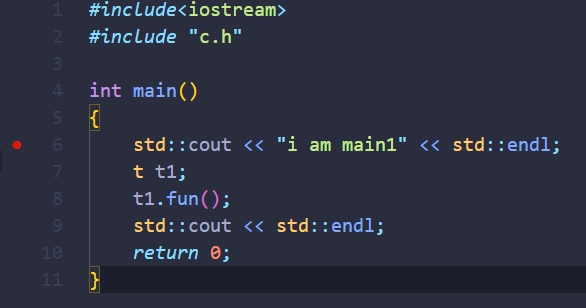 1 #include<iostream>
2 #include "c.h"
3
4 int main()
5 {
6 std::cout << "i am main1" << std::endl;
7 t t1;
8 t1.fun();
9 std::cout << std::endl;
10 return 0;
11 }